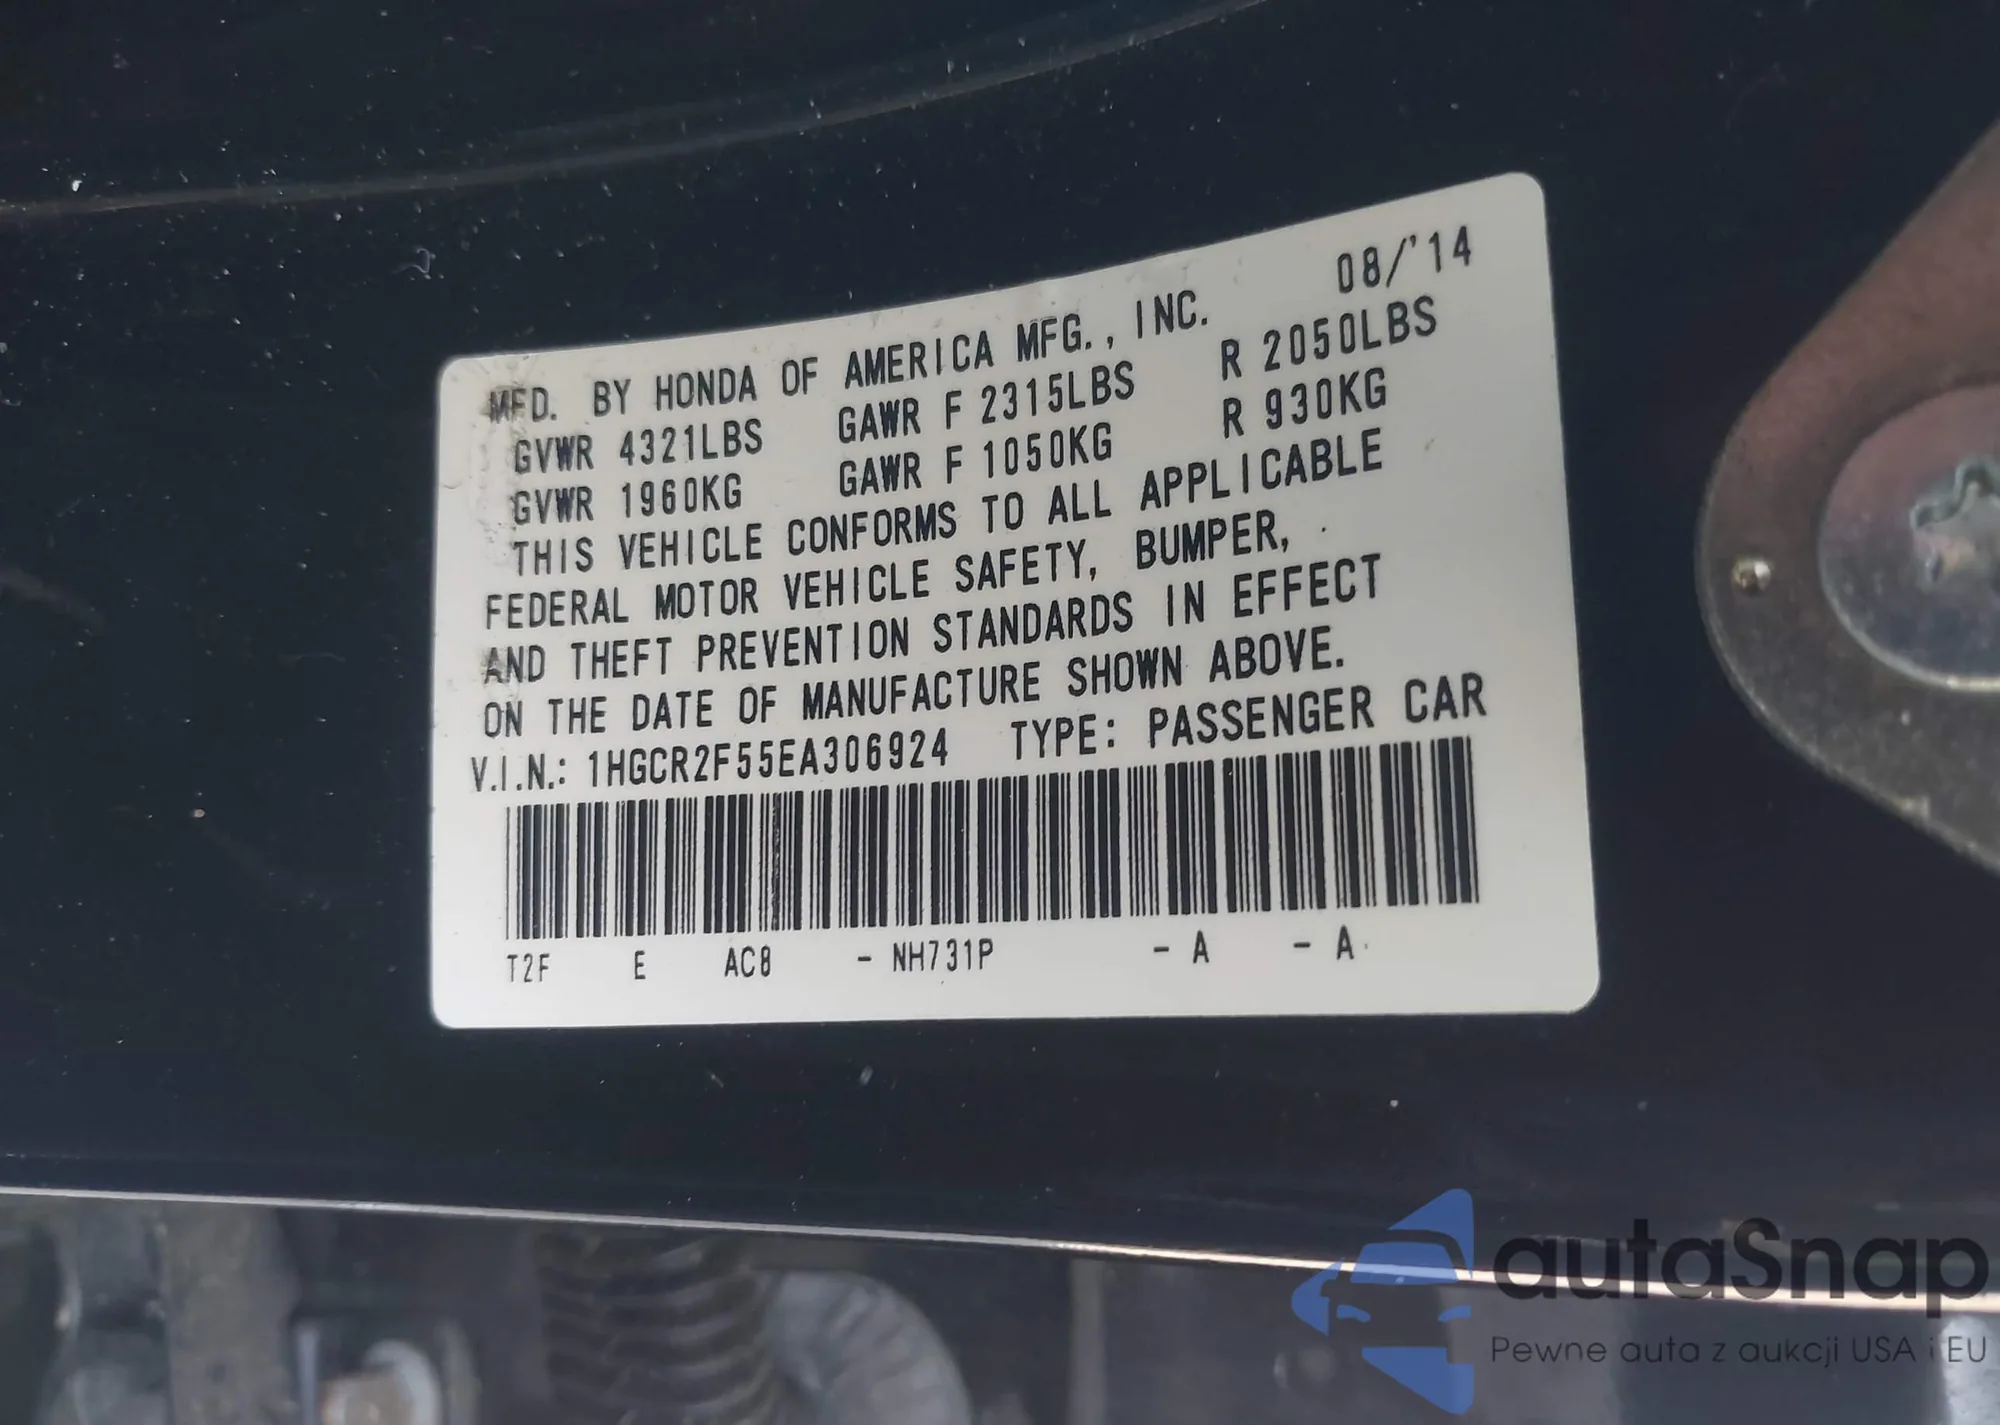 08/'14
MFD. BY HONDA OF AMERICA MFG., INC.
GVWR 4321LBS GAWR F 2315LBS R 2050LBS
GVWR 1960KG GAWR F 1050KG R 930KG
THIS VEHICLE CONFORMS TO ALL APPLICABLE
FEDERAL MOTOR VEHICLE SAFETY, BUMPER,
AND THEFT PREVENTION STANDARDS IN EFFECT
ON THE DATE OF MANUFACTURE SHOWN ABOVE.
V.I.N.: 1HGCR2F55EA306924 TYPE: PASSENGER CAR
T2F E AC8 - NH731P - A - A
autaSnap
Pewne auta z aukcji USA i EU